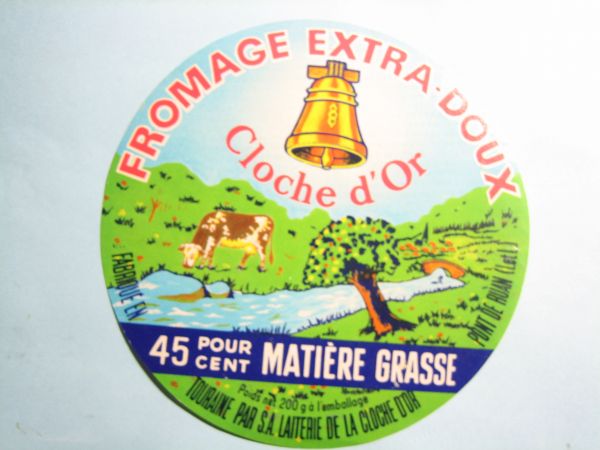 FROMAGE EXTRA-DOUX
Cloche d'Or
45 POUR CENT MATIÈRE GRASSE
Poids net 200 g à l'emballage
FABRIQUÉ EN TOURAINE PAR S.A. LAITERIE DE LA CLOCHE D'OR
PONT DE RUAN (I.et.L)